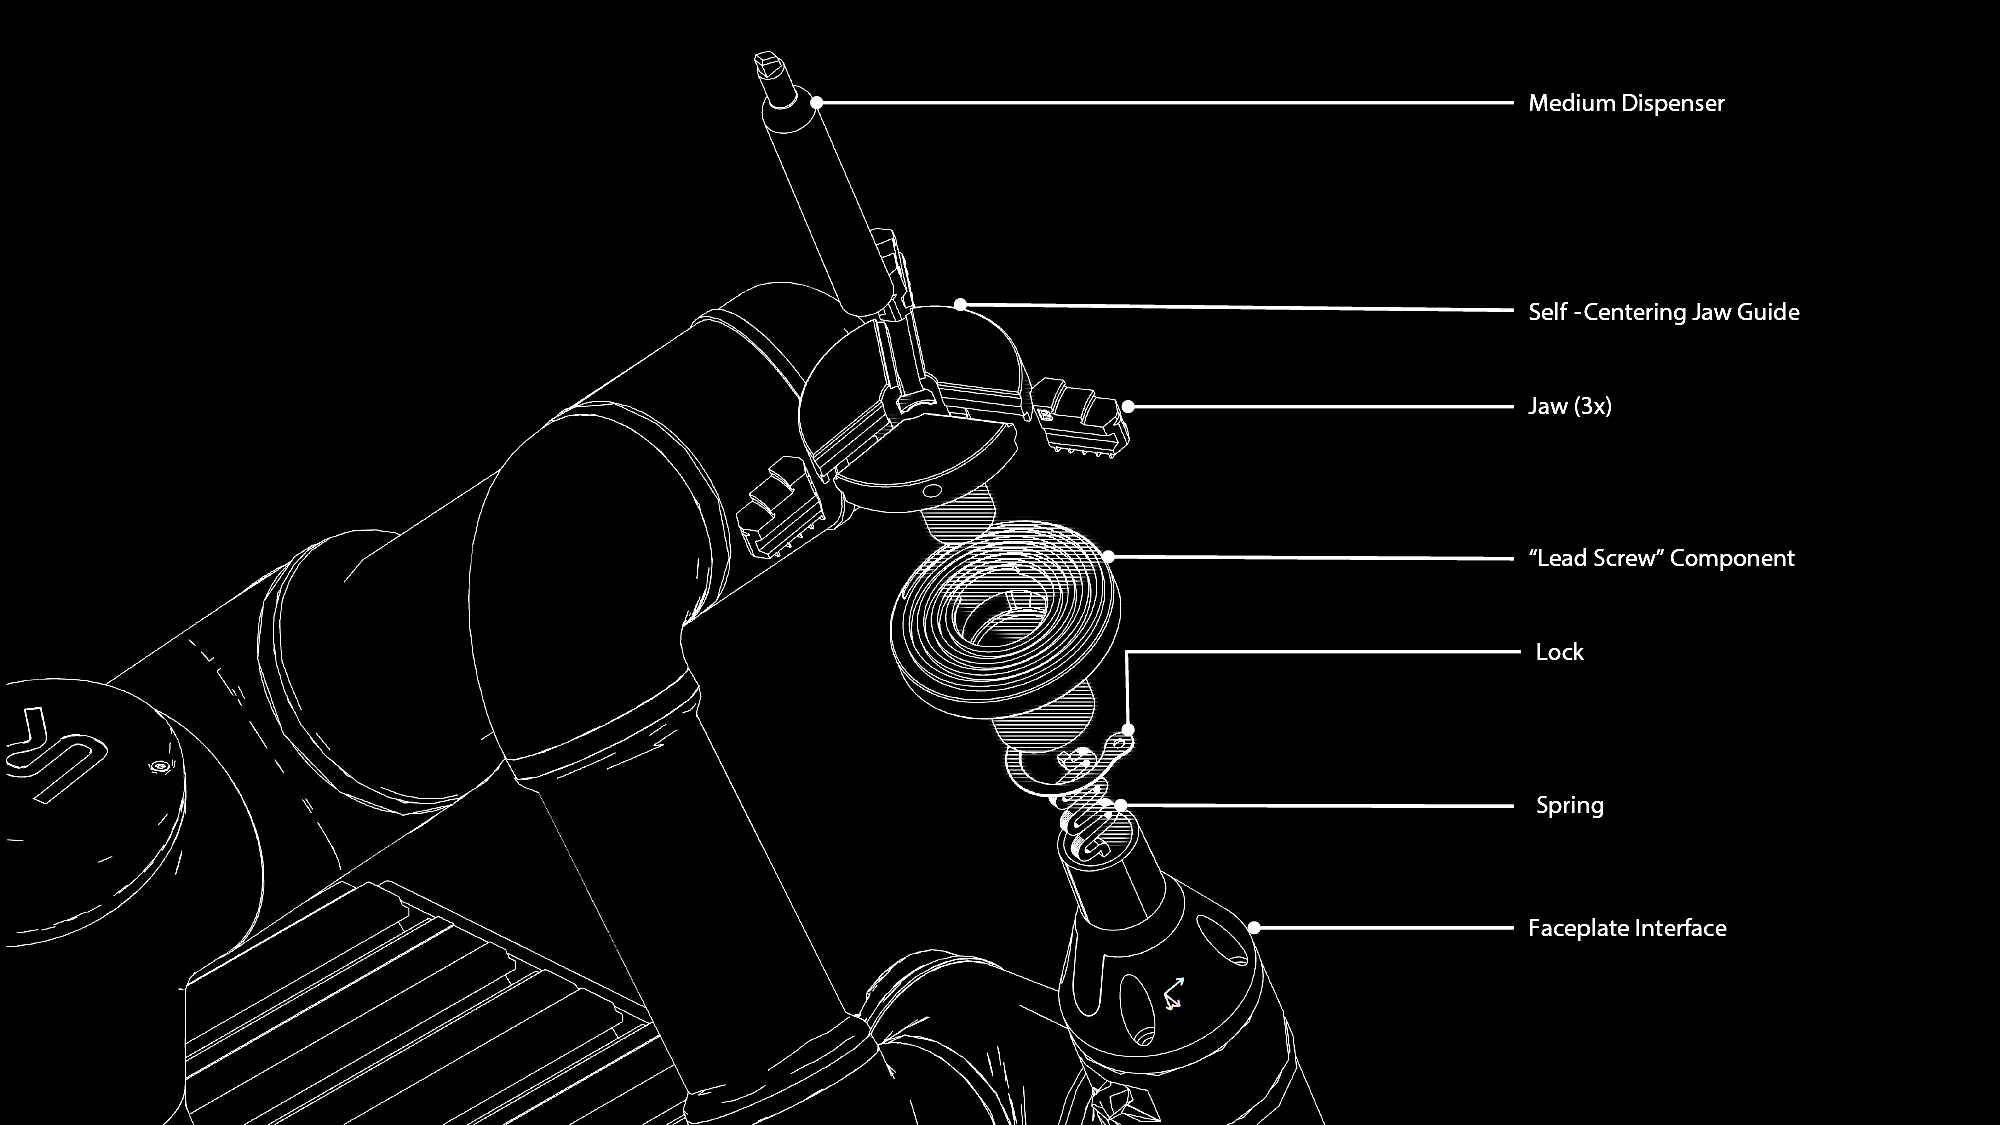 Medium Dispenser
Self -Centering Jaw Guide
Jaw (3x)
“Lead Screw” Component
Lock
Spring
Faceplate Interface